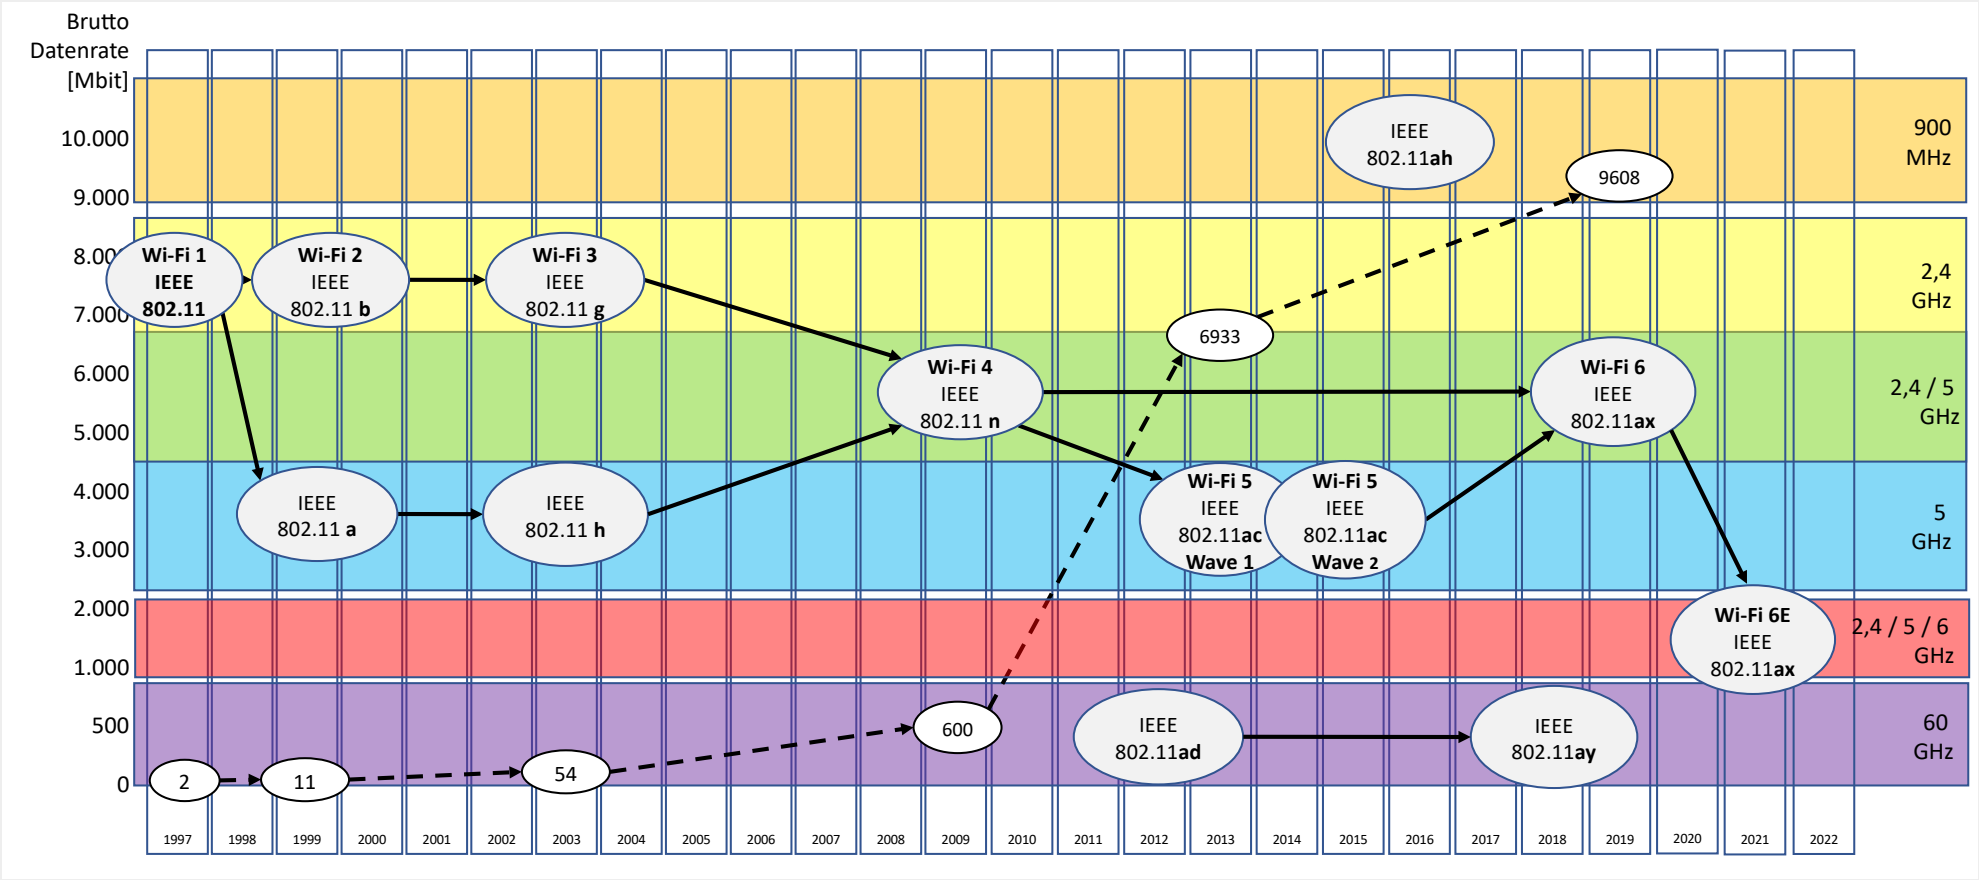 Brutto
Datenrate
[Mbit]
10.000
9.000
8.000
7.000
6.000
5.000
4.000
3.000
2.000
1.000
500
0
IEEE
802.11ah
900
MHz
9608
Wi-Fi 1
IEEE
802.11
Wi-Fi 2
IEEE
802.11 b
Wi-Fi 3
IEEE
802.11 g
2,4
GHz
6933
Wi-Fi 4
IEEE
802.11 n
Wi-Fi 6
IEEE
802.11ax
2,4 / 5
GHz
IEEE
802.11 a
IEEE
802.11 h
Wi-Fi 5
IEEE
802.11ac
Wave 1
Wi-Fi 5
IEEE
802.11ac
Wave 2
5
GHz
Wi-Fi 6E
IEEE
802.11ax
2,4 / 5 / 6
GHz
2
11
54
600
IEEE
802.11ad
IEEE
802.11ay
60
GHz
1997
1998
1999
2000
2001
2002
2003
2004
2005
2006
2007
2008
2009
2010
2011
2012
2013
2014
2015
2016
2017
2018
2019
2020
2021
2022